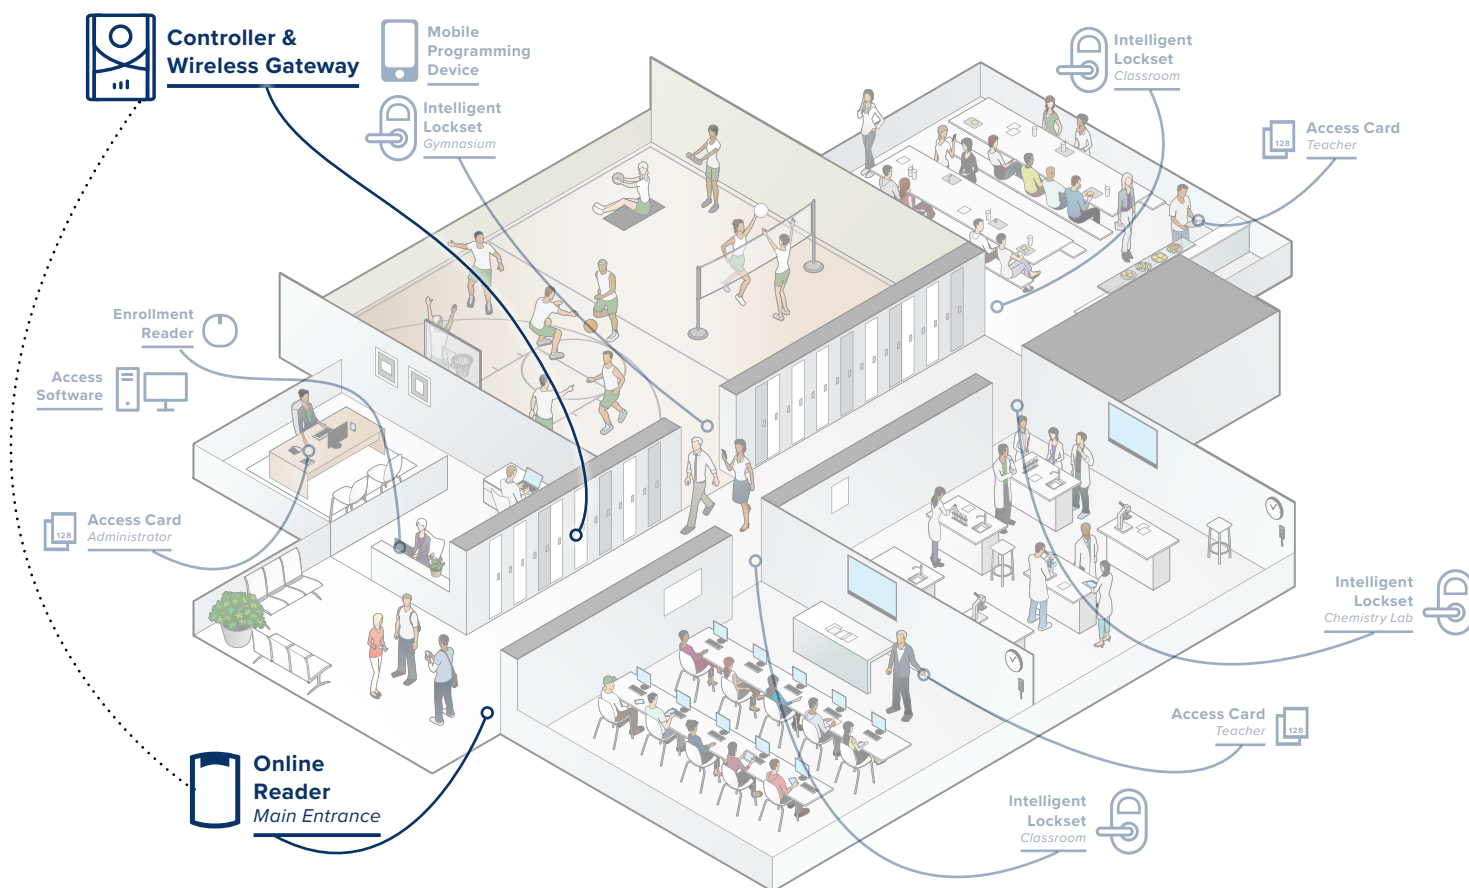 Controller &
Wireless Gateway
Mobile
Programming
Device
Intelligent
Lockset
Gymnasium
Intelligent
Lockset
Classroom
128
Access Card
Teacher
Enrollment
Reader
Access
Software
128
Access Card
Administrator
Intelligent
Lockset
Chemistry Lab
Access Card
Teacher
128
Online
Reader
Main Entrance
Intelligent
Lockset
Classroom